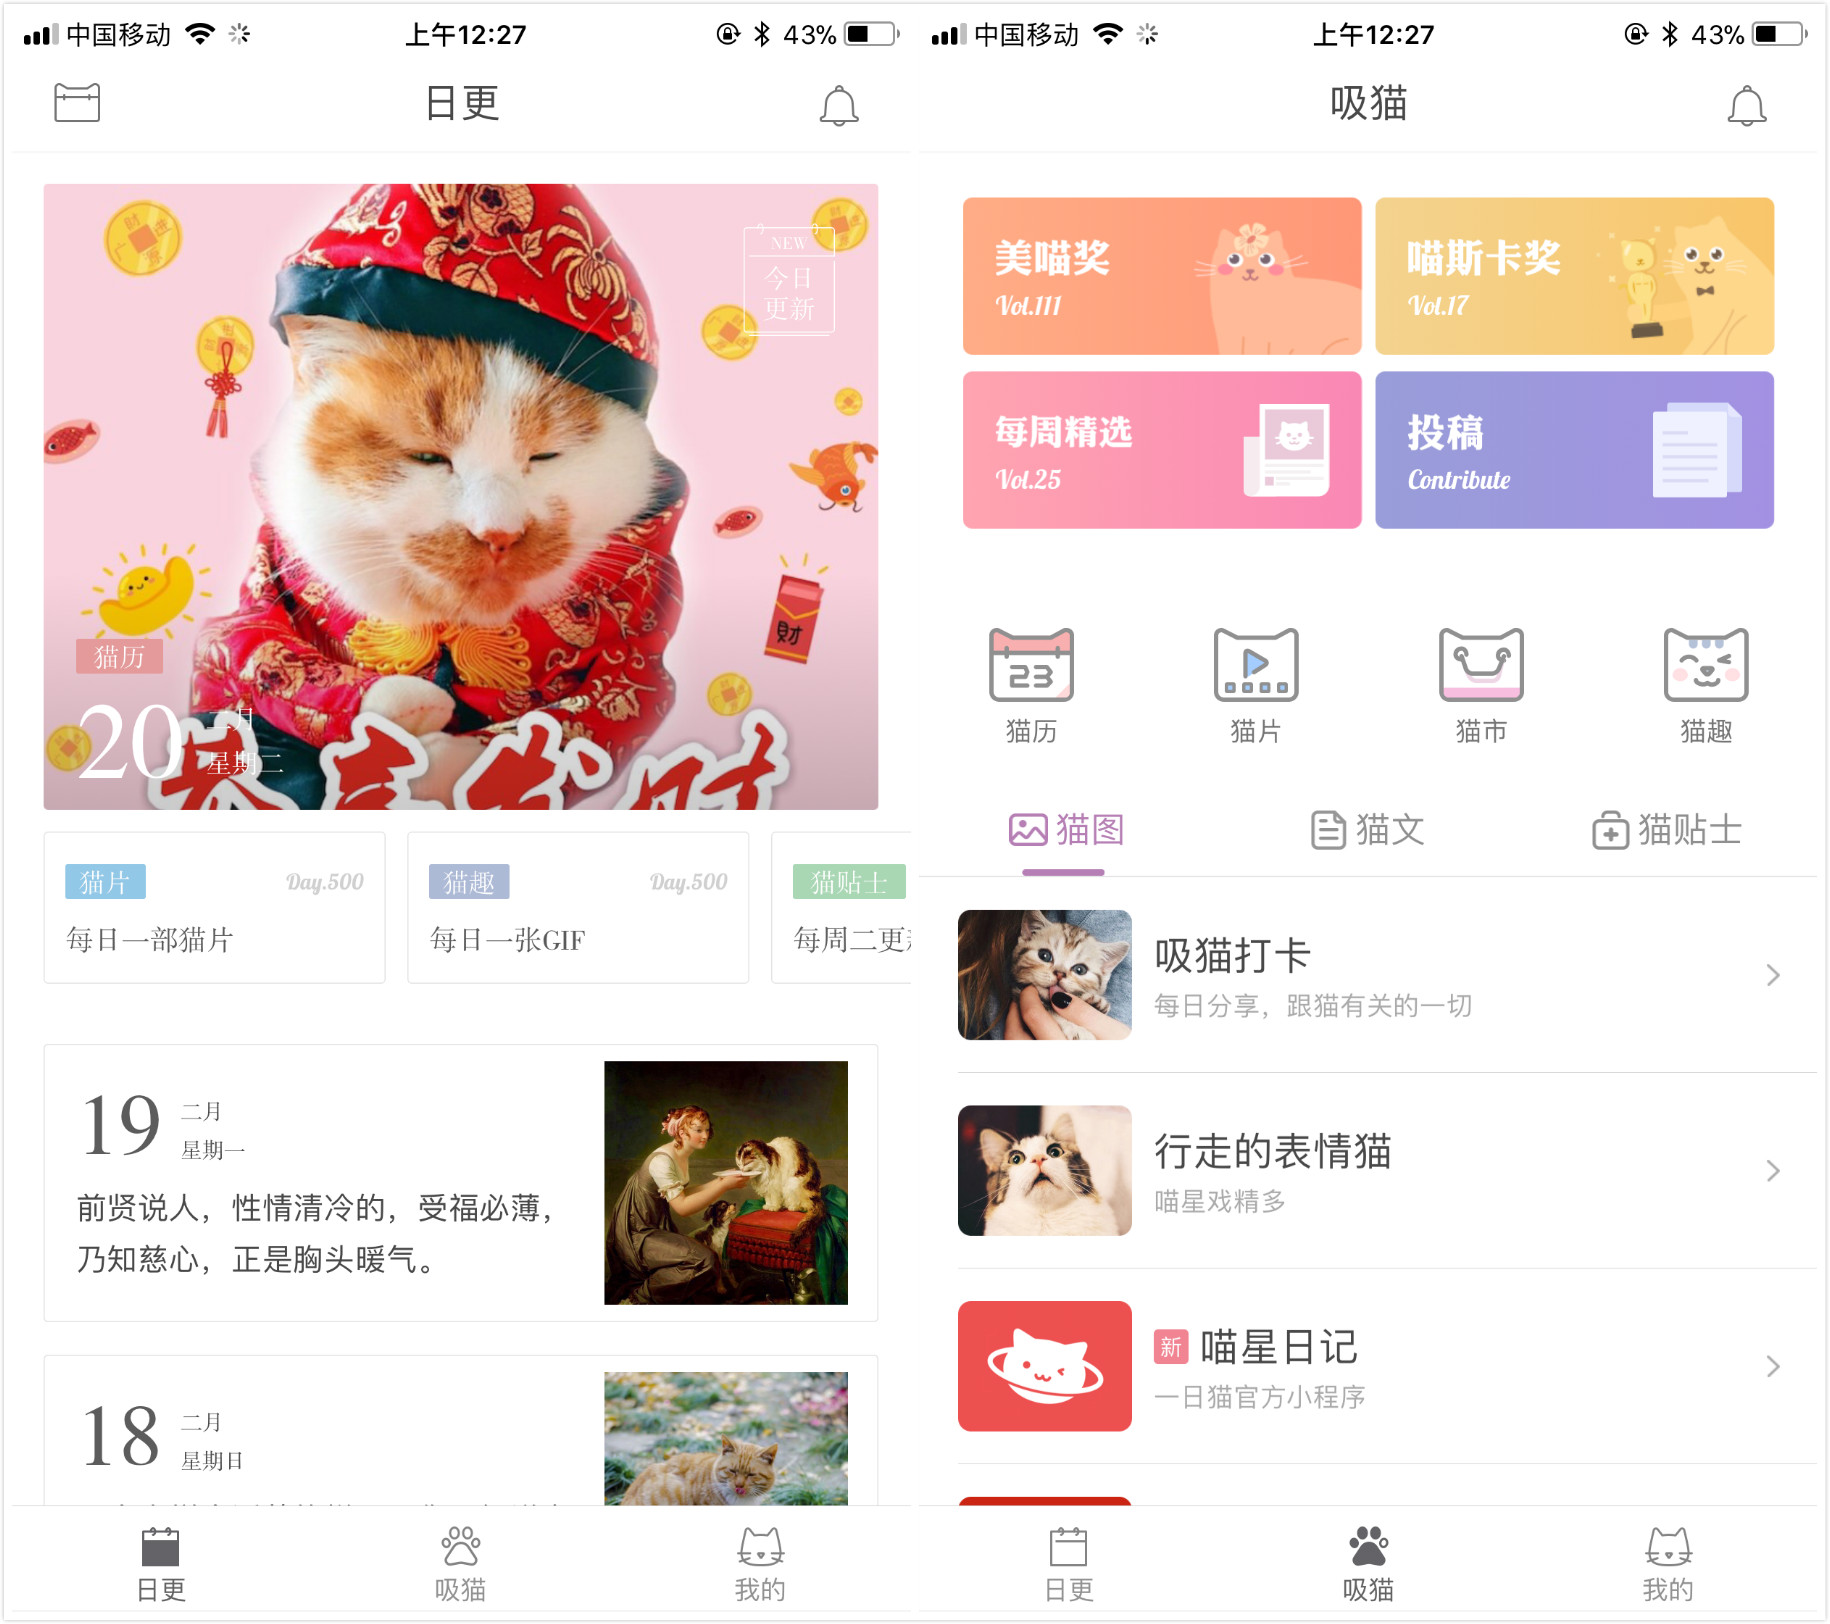 中国移动
上午12:27
43%
日更
NEW
今日
更新
财
猫历
20
二月
星期二
恭喜发财
猫片
Day.500
每日一部猫片
猫趣
Day.500
每日一张GIF
猫贴士
每周二更
19
二月
星期一
前贤说人，性情清冷的，受福必薄，
乃知慈心，正是胸头暖气。
18
二月
星期日
日更
吸猫
我的
中国移动
上午12:27
43%
吸猫
美喵奖
Vol.111
喵斯卡奖
Vol.17
每周精选
Vol.25
投稿
Contribute
23
猫历
猫片
猫市
猫趣
猫图
猫文
猫贴士
吸猫打卡
每日分享，跟猫有关的一切
行走的表情猫
喵星戏精多
新 喵星日记
一日猫官方小程序
日更
吸猫
我的